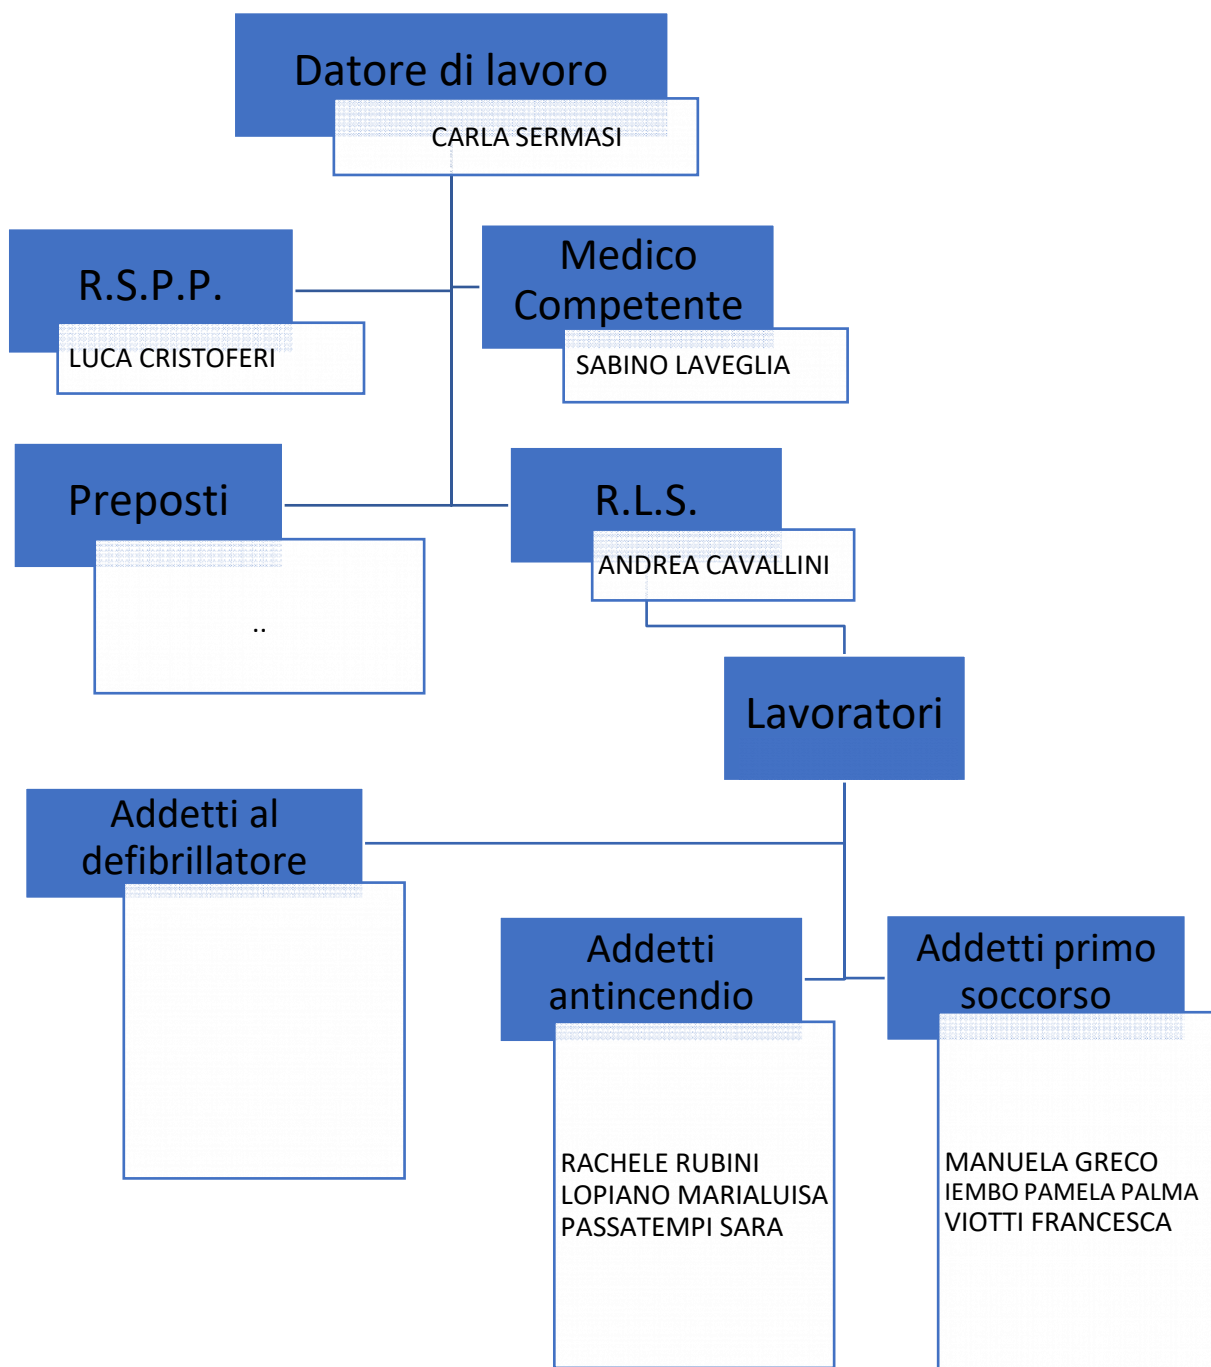 Datore di lavoro
CARLA SERMASI
R.S.P.P.
LUCA CRISTOFERI
Medico
Competente
SABINO LAVEGLIA
Preposti
..
R.L.S.
ANDREA CAVALLINI
Lavoratori
Addetti al
defibrillatore
Addetti
antincendio
RACHELE RUBINI
LOPIANO MARIALUISA
PASSATEMPI SARA
Addetti primo
soccorso
MANUELA GRECO
IEMBO PAMELA PALMA
VIOTTI FRANCESCA